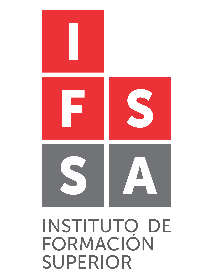 I
F S
S A
INSTITUTO DE
FORMACIÓN
SUPERIOR